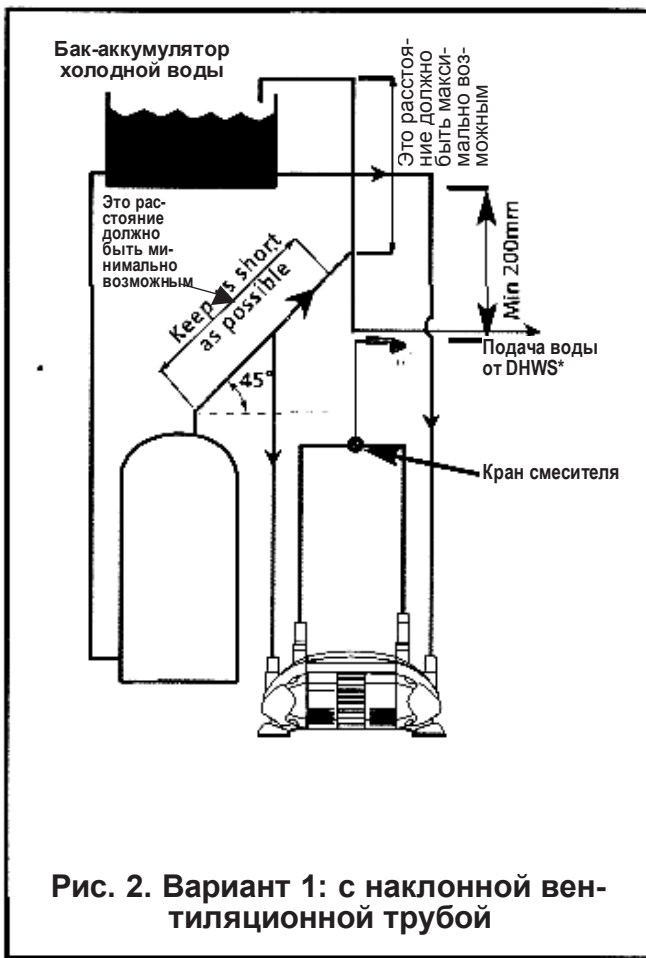 Бак-аккумулятор
холодной воды
Это расстоя-
ние должно
быть макси-
мально воз-
можным
Это рас-
стояние
должно
быть ми-
нимально
возможным
Keep as short
as possible
45°
Min 200mm
Подача воды
от DHWS*
Кран смесителя
Рис. 2. Вариант 1: с наклонной вен-
тиляционной трубой